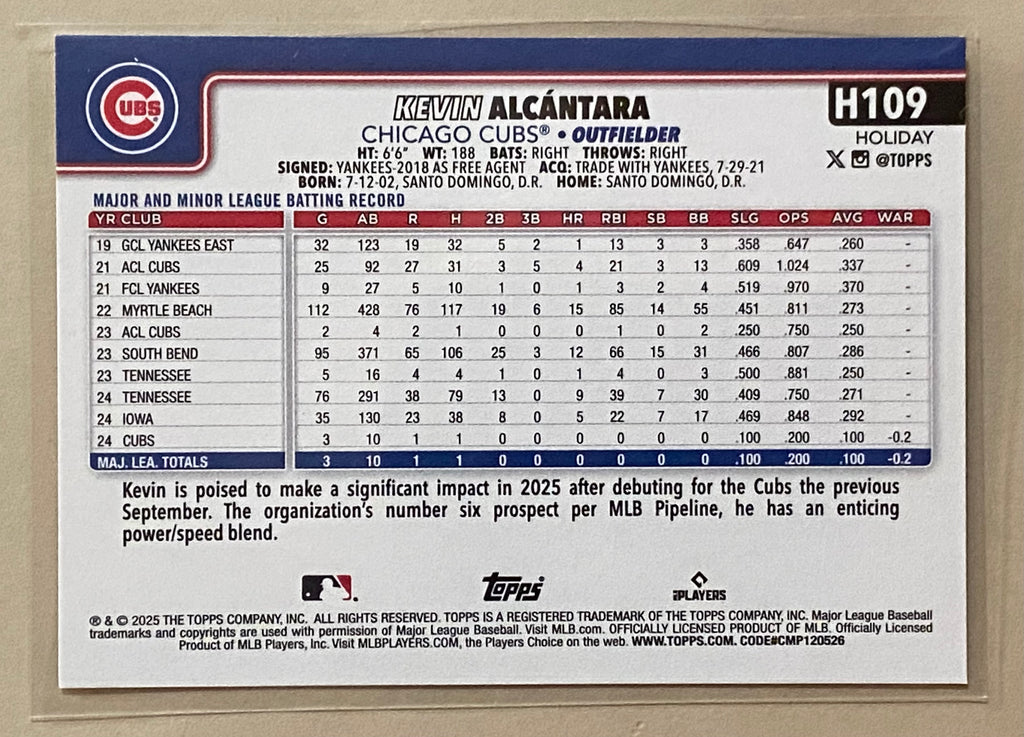 CUBS
KEVIN ALCÁNTARA
H109
CHICAGO CUBS® • OUTFIELDER
HOLIDAY
HT: 6'6" WT: 188 BATS: RIGHT THROWS: RIGHT
@TOPPS
SIGNED: YANKEES-2018 AS FREE AGENT ACQ: TRADE WITH YANKEES, 7-29-21
BORN: 7-12-02, SANTO DOMINGO, D.R. HOME: SANTO DOMINGO, D.R.
MAJOR AND MINOR LEAGUE BATTING RECORD
YR CLUB G AB R H 2B 3B HR RBI SB BB SLG OPS AVG WAR
19 GCL YANKEES EAST 32 123 19 32 5 2 1 13 3 3 .358 .647 .260 -
21 ACL CUBS 25 92 27 31 3 5 4 21 3 13 .609 1.024 .337 -
21 FCL YANKEES 9 27 5 10 1 0 1 3 2 4 .519 .970 .370 -
22 MYRTLE BEACH 112 428 76 117 19 6 15 85 14 55 .451 .811 .273 -
23 ACL CUBS 2 4 2 1 0 0 0 1 0 2 .250 .750 .250 -
23 SOUTH BEND 95 371 65 106 25 3 12 66 15 31 .466 .807 .286 -
23 TENNESSEE 5 16 4 4 1 0 1 4 0 3 .500 .881 .250 -
24 TENNESSEE 76 291 38 79 13 0 9 39 7 30 .409 .750 .271 -
24 IOWA 35 130 23 38 8 0 5 22 7 17 .469 .848 .292 -
24 CUBS 3 10 1 1 0 0 0 0 0 0 .100 .200 .100 -0.2
MAJ. LEA. TOTALS 3 10 1 1 0 0 0 0 0 0 .100 .200 .100 -0.2
Kevin is poised to make a significant impact in 2025 after debuting for the Cubs the previous
September. The organization's number six prospect per MLB Pipeline, he has an enticing
power/speed blend.
Topps
PLAYERS
® & © 2025 THE TOPPS COMPANY, INC. ALL RIGHTS RESERVED. TOPPS IS A REGISTERED TRADEMARK OF THE TOPPS COMPANY, INC. Major League Baseball
trademarks and copyrights are used with permission of Major League Baseball. Visit MLB.com. OFFICIALLY LICENSED PRODUCT OF MLB. Officially Licensed
Product of MLB Players, Inc. Visit MLBPLAYERS.COM, the Players Choice on the web. WWW.TOPPS.COM. CODE#CMP120526